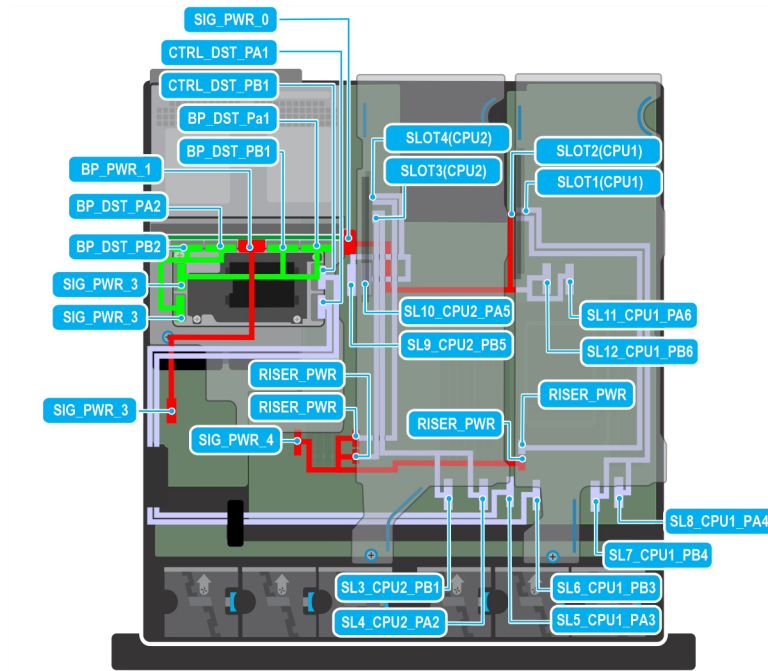 SIG_PWR_0
CTRL_DST_PA1
CTRL_DST_PB1
BP_DST_Pa1
BP_DST_PB1
BP_PWR_1
BP_DST_PA2
BP_DST_PB2
SIG_PWR_3
SIG_PWR_3
SIG_PWR_3
SLOT4(CPU2)
SLOT3(CPU2)
SLOT2(CPU1)
SLOT1(CPU1)
SL10_CPU2_PA5
SL9_CPU2_PB5
SL11_CPU1_PA6
SL12_CPU1_PB6
RISER_PWR
RISER_PWR
SIG_PWR_4
RISER_PWR
RISER_PWR
SL8_CPU1_PA4
SL7_CPU1_PB4
SL3_CPU2_PB1
SL6_CPU1_PB3
SL4_CPU2_PA2
SL5_CPU1_PA3